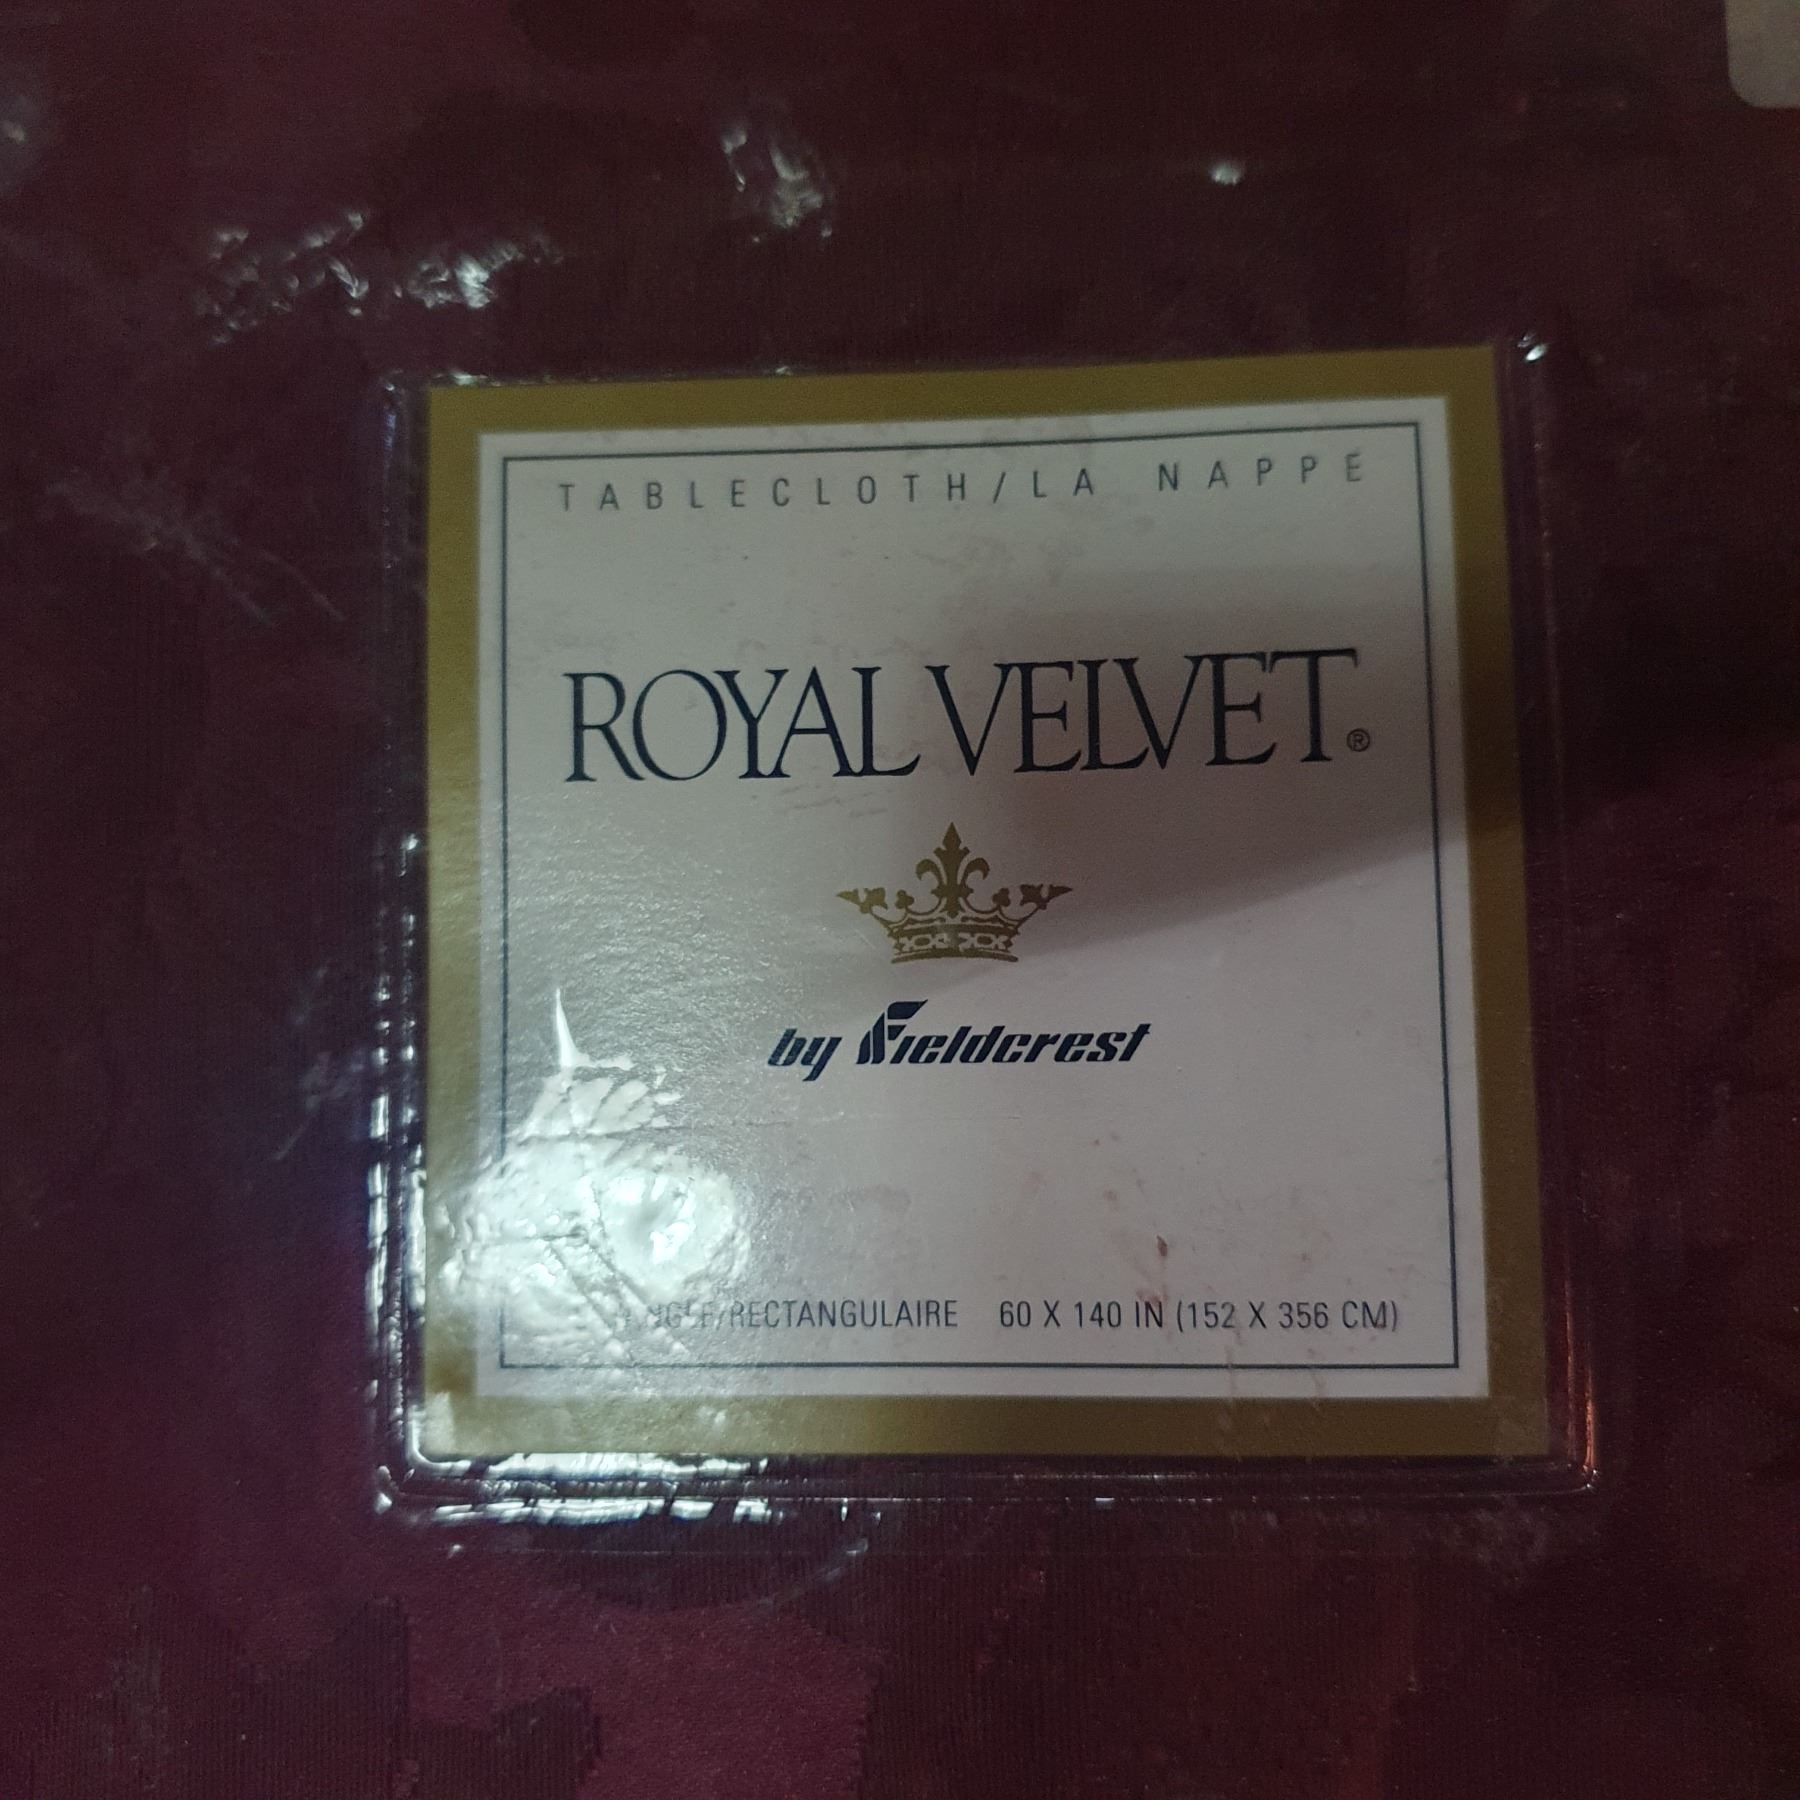 TABLECLOTH/LA NAPPE
ROYAL VELVET®
by Fieldcrest
RECTANGULAIRE 60 X 140 IN (152 X 356 CM)